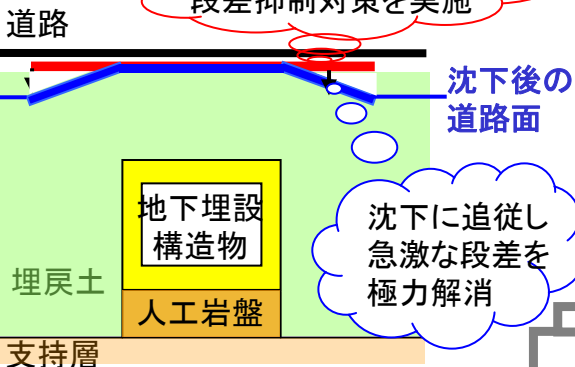 段差抑制対策を実施
道路
沈下後の
道路面
地下埋設
構造物
沈下に追従し
急激な段差を
極力解消
埋戻土
人工岩盤
支持層